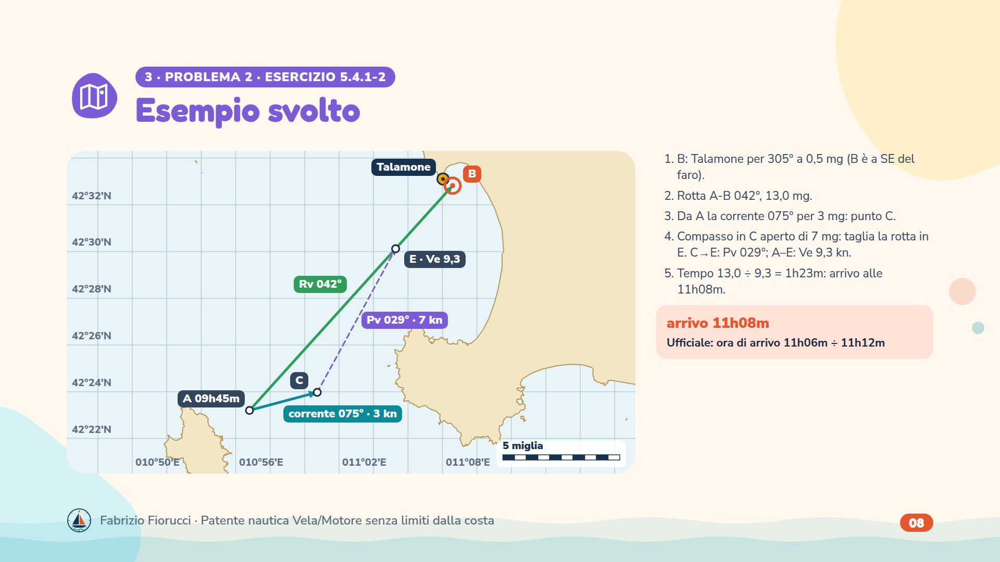 3 · PROBLEMA 2 · ESERCIZIO 5.4.1-2
Esempio svolto
Talamone
B
42°32'N
42°30'N
E · Ve 9,3
Rv 042°
42°28'N
Pv 029° · 7 kn
42°26'N
C
42°24'N
A 09h45m
corrente 075° · 3 kn
42°22'N
5 miglia
010°50'E
010°56'E
011°02'E
011°08'E
1. B: Talamone per 305° a 0,5 mg (B è a SE del
faro).
2. Rotta A-B 042°, 13,0 mg.
3. Da A la corrente 075° per 3 mg: punto C.
4. Compasso in C aperto di 7 mg: taglia la rotta in
E. C→E: Pv 029°; A–E: Ve 9,3 kn.
5. Tempo 13,0 ÷ 9,3 = 1h23m: arrivo alle
11h08m.
arrivo 11h08m
Ufficiale: ora di arrivo 11h06m ÷ 11h12m
Fabrizio Fiorucci · Patente nautica Vela/Motore senza limiti dalla costa
08